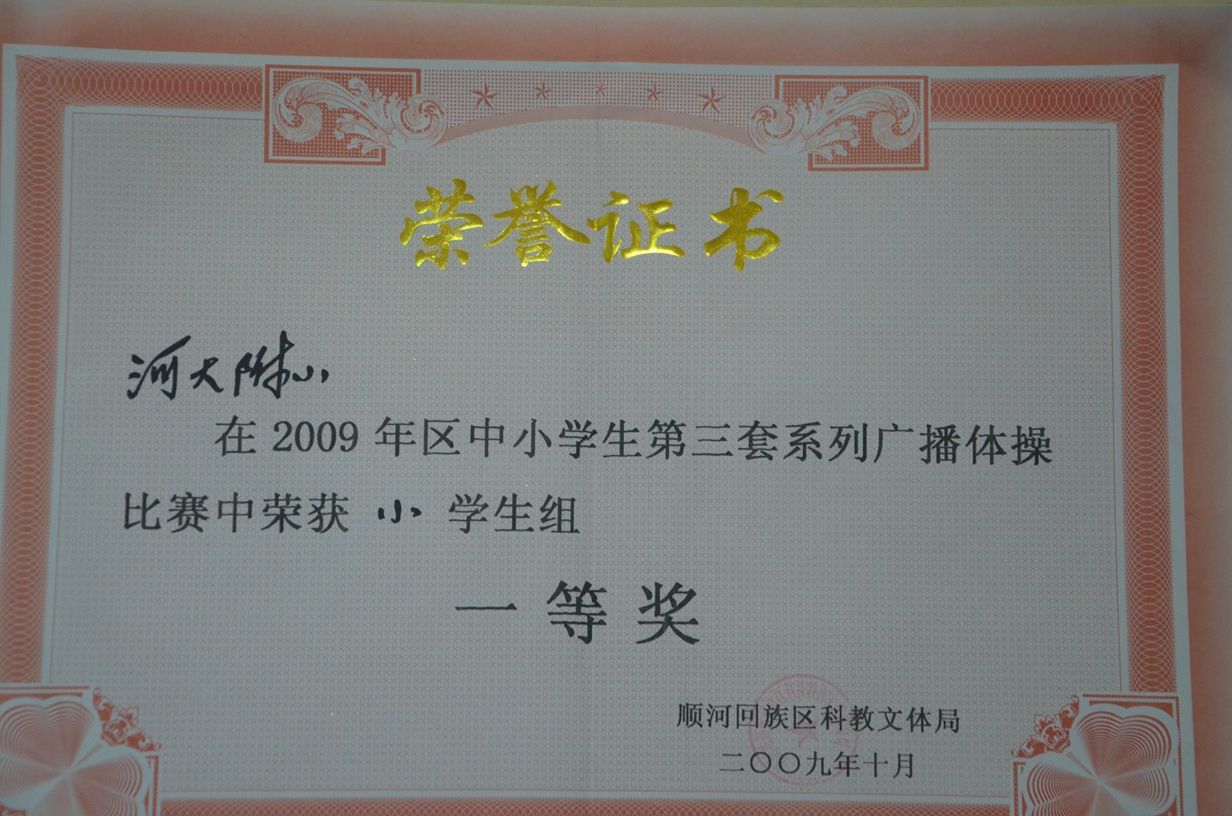 荣誉证书
河大附小
在2009年区中小学生第三套系列广播体操
比赛中荣获 小 学生组
一等奖
顺河回族区科教文体局
二〇〇九年十月